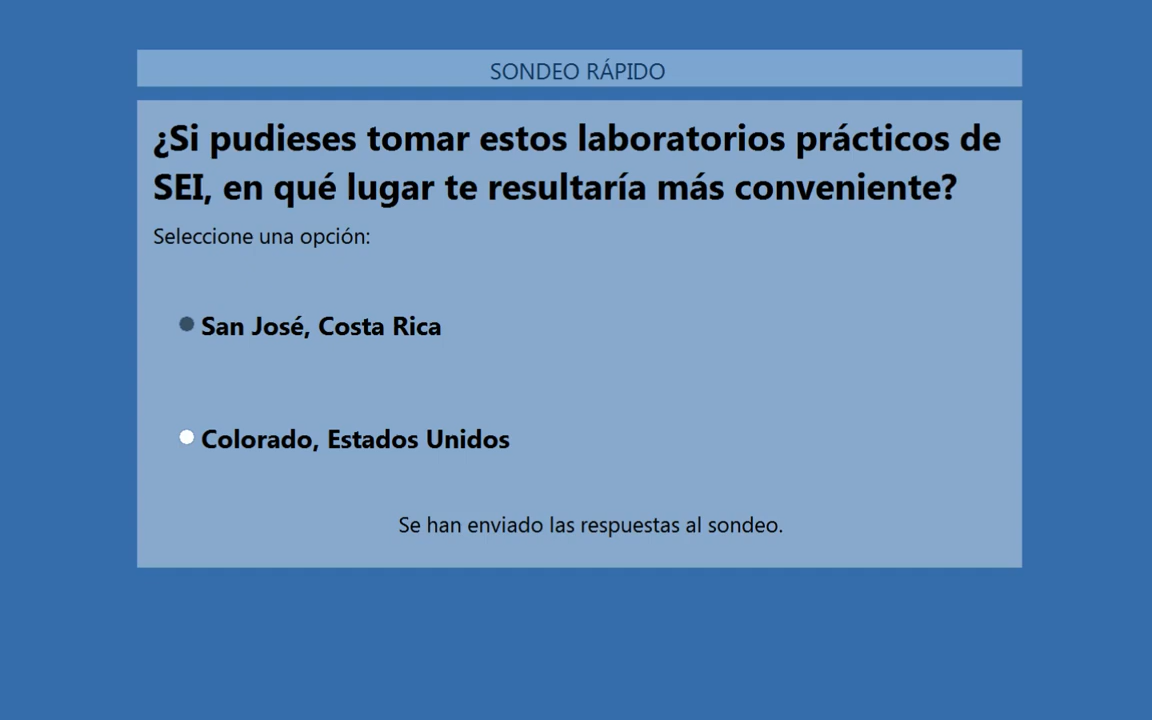 SONDEO RÁPIDO
¿Si pudieses tomar estos laboratorios prácticos de
SEI, en qué lugar te resultaría más conveniente?
Seleccione una opción:
San José, Costa Rica
Colorado, Estados Unidos
Se han enviado las respuestas al sondeo.